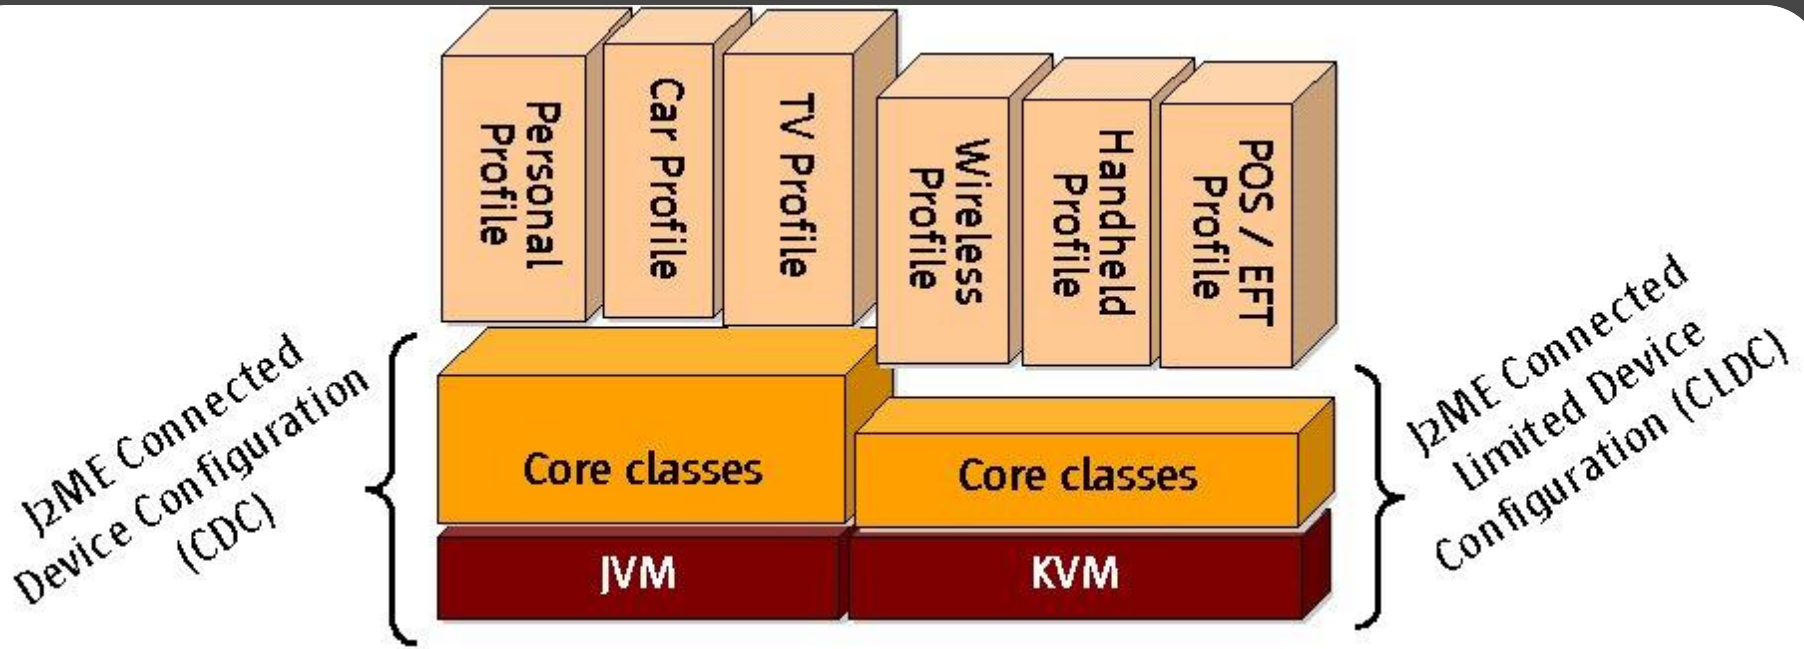 Personal
Profile
Car Profile
TV Profile
Wireless
Profile
Handheld
Profile
POS / EFT
Profile
J2ME Connected
Device Configuration
(CDC)
Core classes
Core classes
J2ME Connected
Limited Device
Configuration (CLDC)
JVM
KVM